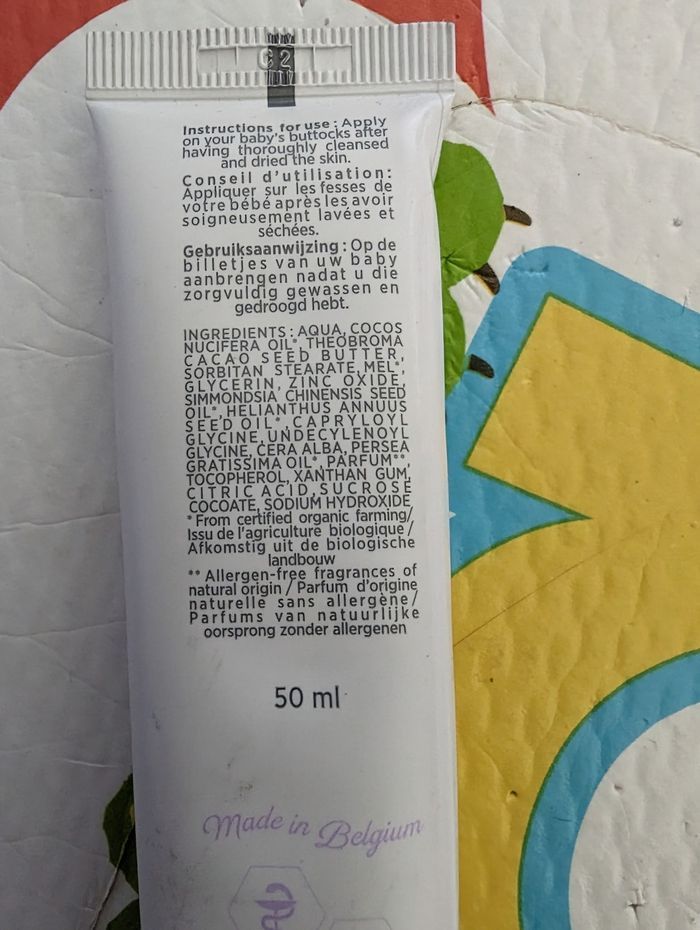 C2
Instructions for use : Apply
on your baby's buttocks after
having thoroughly cleansed
and dried the skin.
Conseil d'utilisation:
Appliquer sur les fesses de
votre bébé après les avoir
soigneusement lavées et
séchées.
Gebruiksaanwijzing : Op de
billetjes van uw baby
aanbrengen nadat u die
zorgvuldig gewassen en
gedroogd hebt.
INGREDIENTS : AQUA, COCOS
NUCIFERA OIL*, THEOBROMA
CACAO SEED BUTTER,
SORBITAN STEARATE, MEL*,
GLYCERIN, ZINC OXIDE,
SIMMONDSIA CHINENSIS SEED
OIL*, HELIANTHUS ANNUUS
SEED OIL*, CAPRYLOYL
GLYCINE, UNDECYLENOYL
GLYCINE, CERA ALBA, PERSEA
GRATISSIMA OIL*, PARFUM**,
TOCOPHEROL, XANTHAN GUM,
CITRIC ACID, SUCROSE
COCOATE, SODIUM HYDROXIDE
* From certified organic farming/
Issu de l'agriculture biologique /
Afkomstig uit de biologische
landbouw
** Allergen-free fragrances of
natural origin / Parfum d'origine
naturelle sans allergène/
Parfums van natuurlijke
oorsprong zonder allergenen
50 ml
Made in Belgium